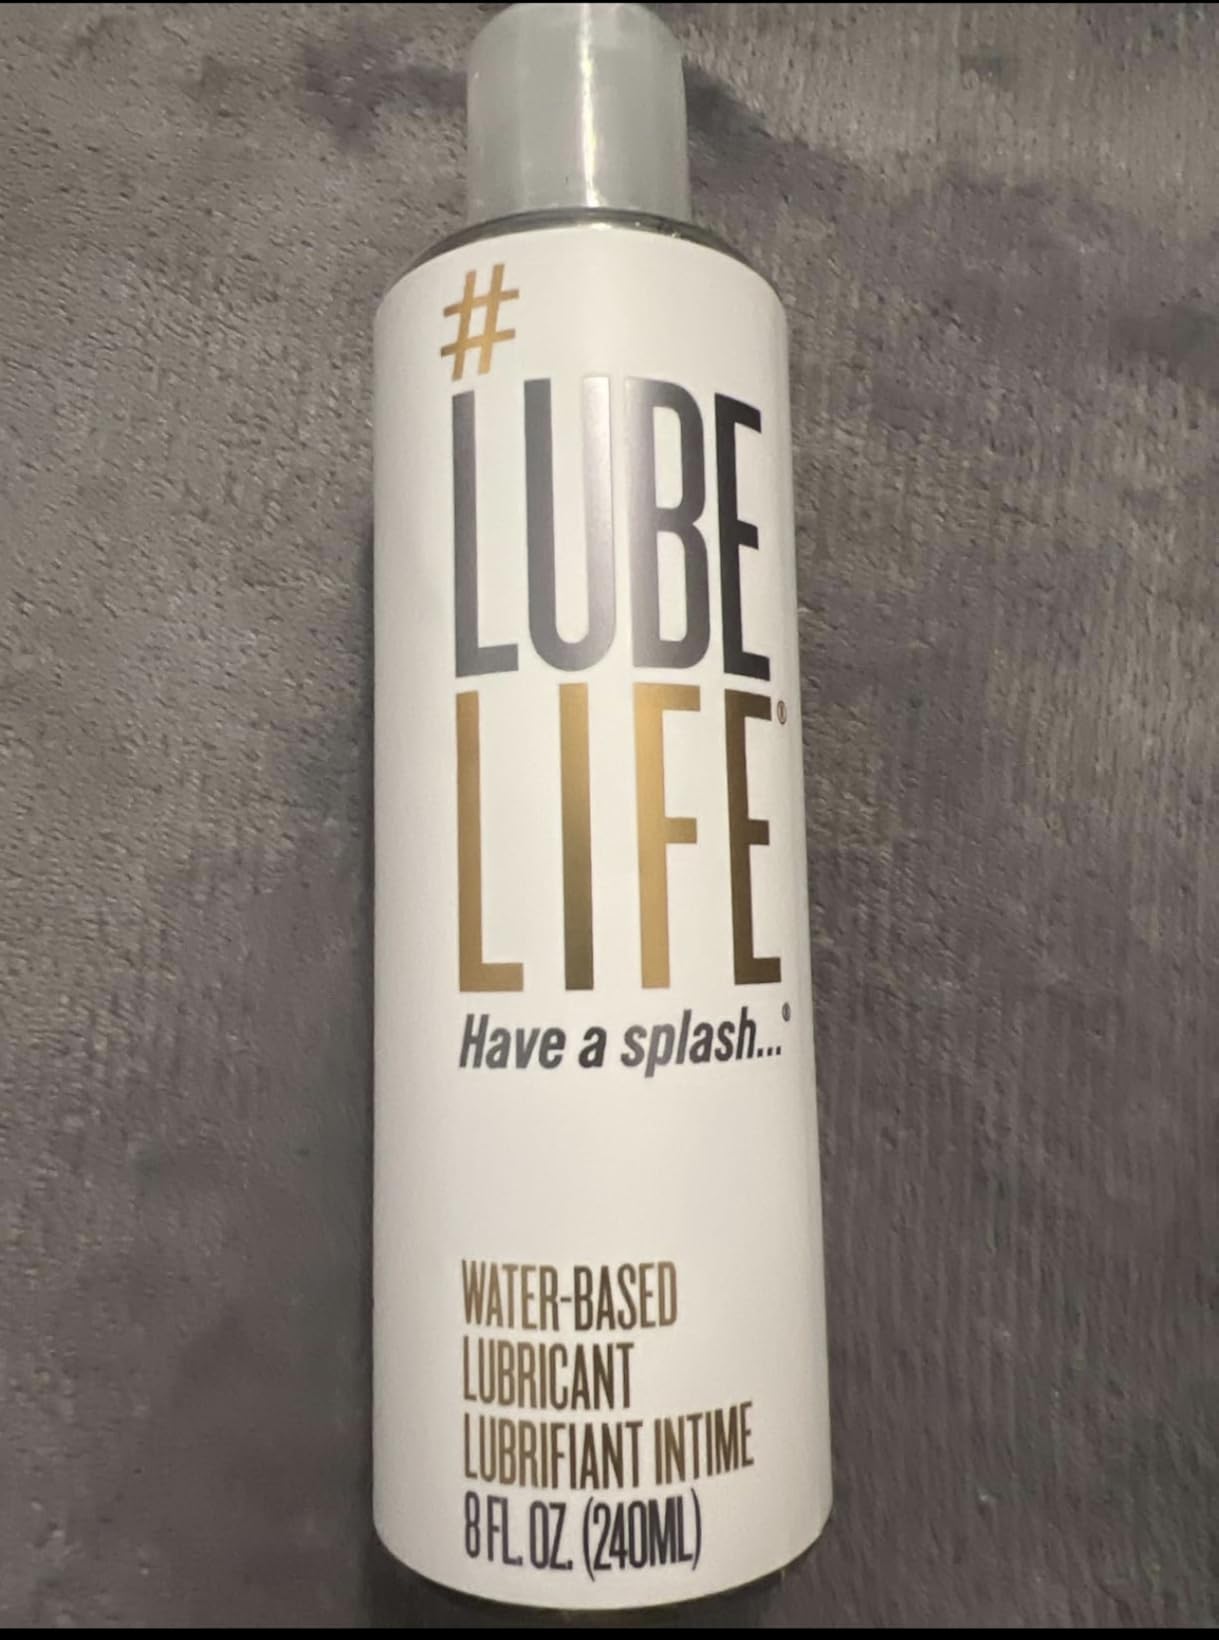 #
LUBE
LIFE®
Have a splash...®
WATER-BASED
LUBRICANT
LUBRIFIANT INTIME
8 FL. OZ. (240ML)